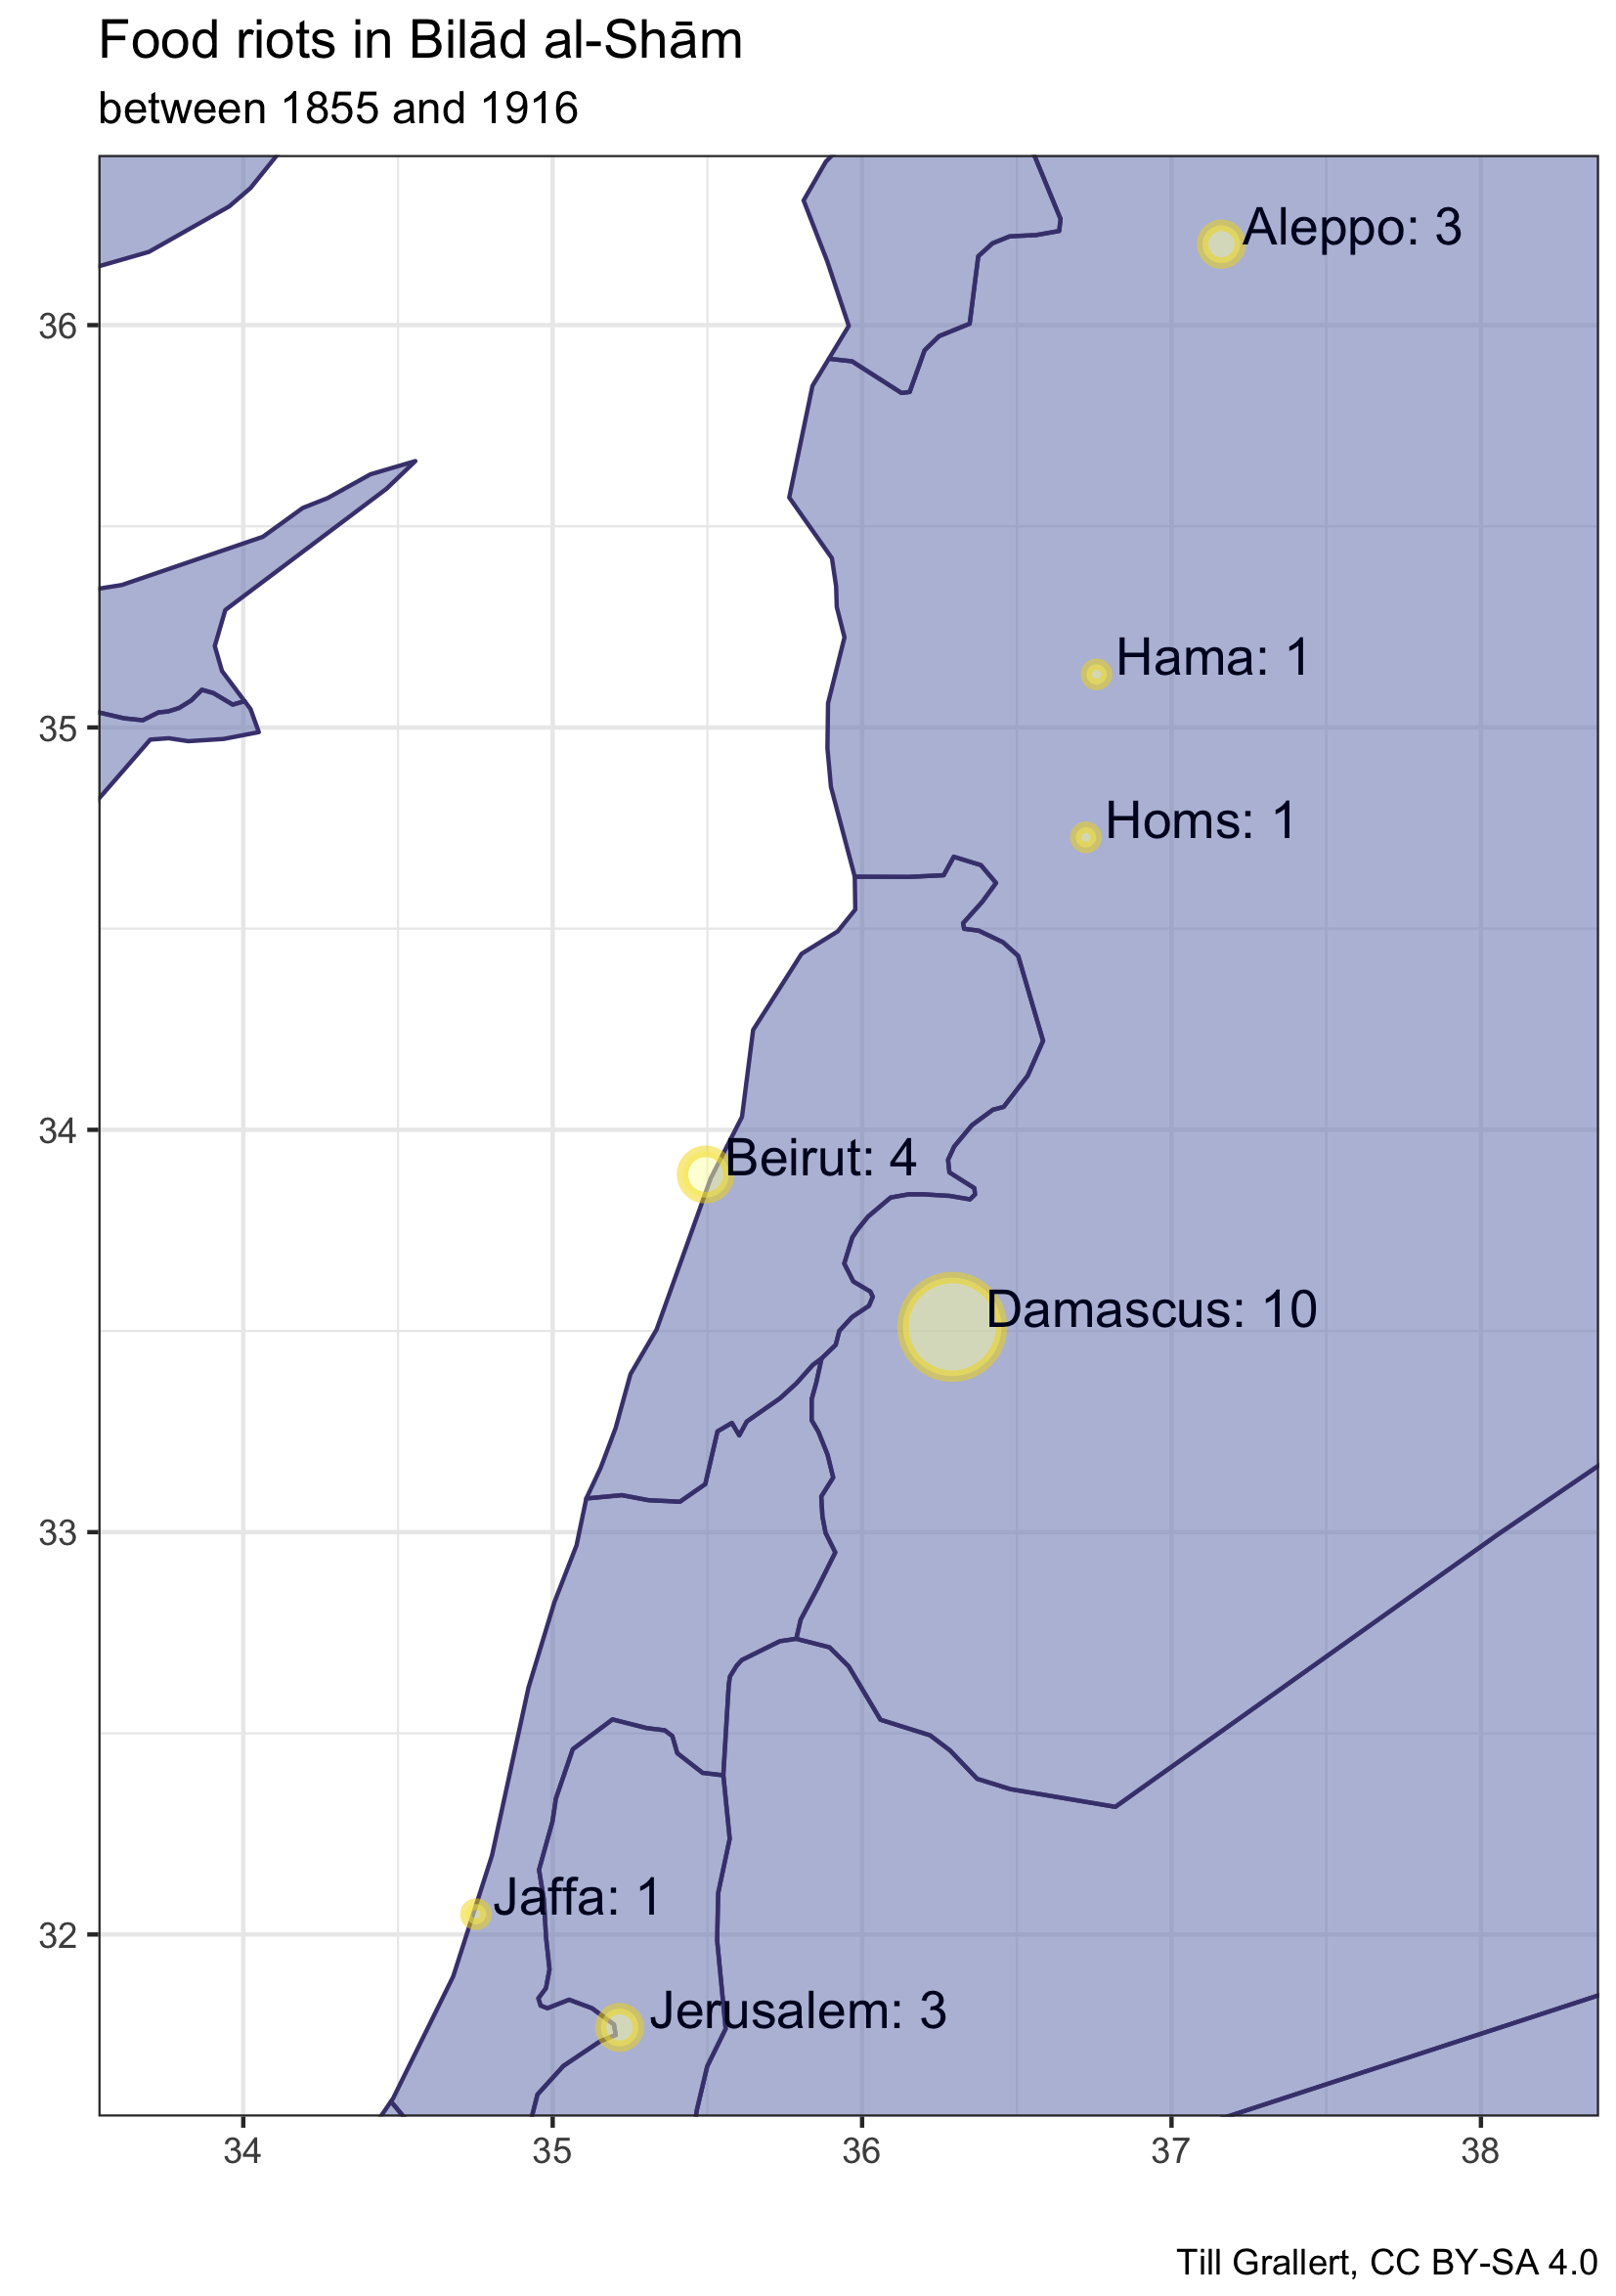 Food riots in Bilād al-Shām
between 1855 and 1916
Aleppo: 3
36
Hama: 1
35
Homs: 1
34
Beirut: 4
Damascus: 10
33
Jaffa: 1
32
Jerusalem: 3
34 35 36 37 38
Till Grallert, CC BY-SA 4.0